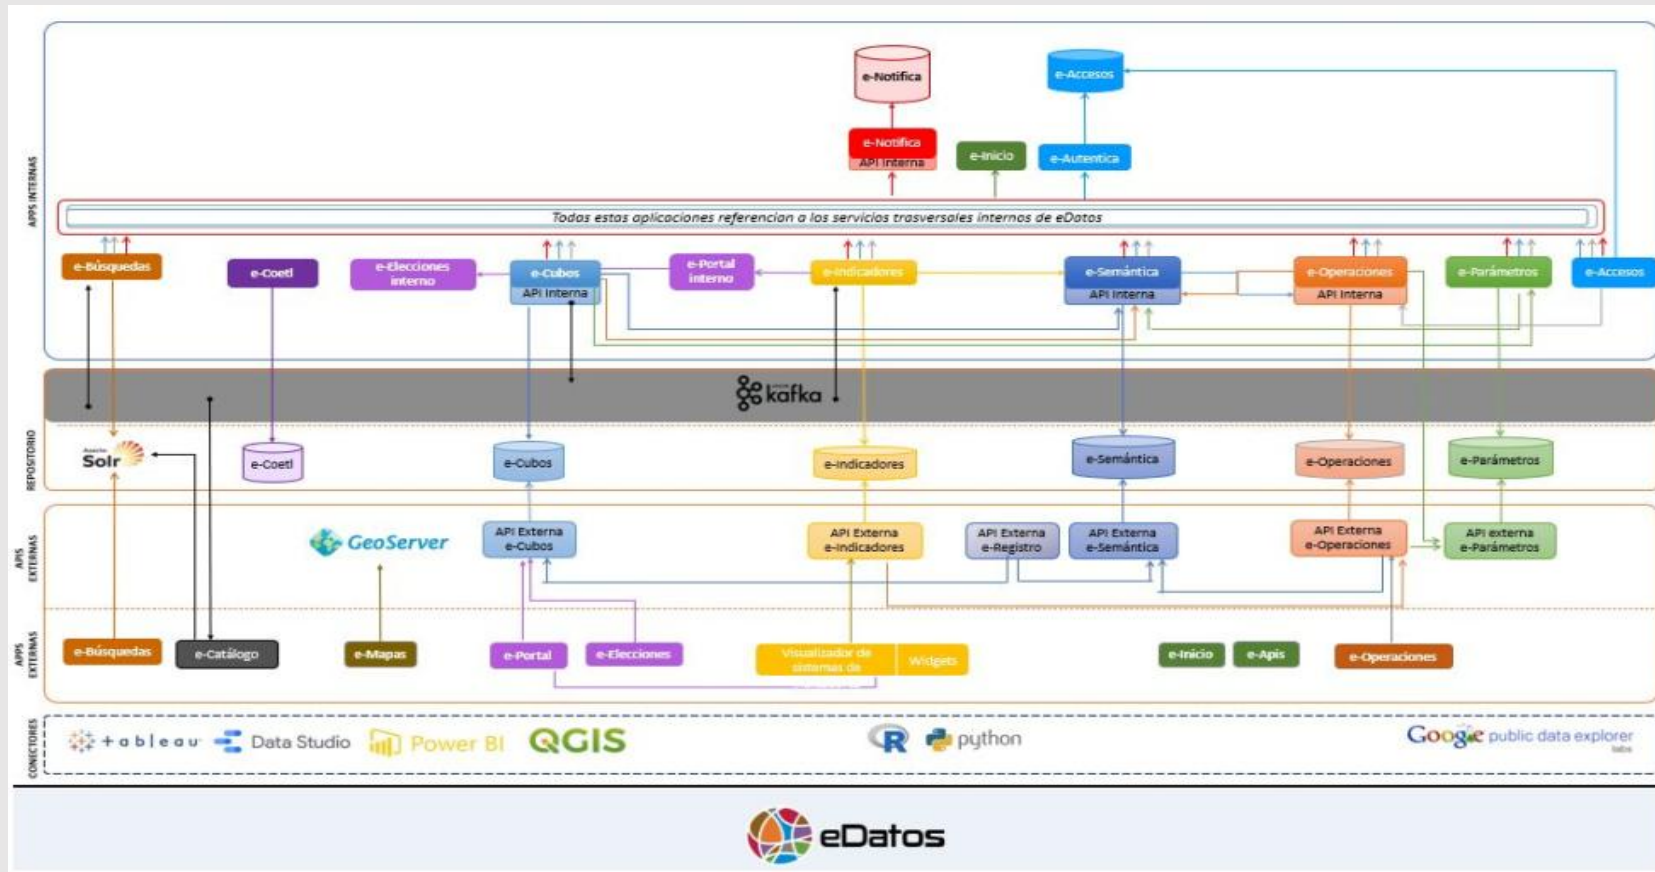 APPS INTERNAS
e-Notifica
e-Accesos
e-Notifica
API Interna
e-Inicio
e-Autentica
Todas estas aplicaciones referencian a los servicios trasversales internos de eDatos
e-Búsquedas
e-Coetl
e-Elecciones
interno
e-Cubos
API Interna
e-Portal
interno
e-Indicadores
e-Semántica
API Interna
e-Operaciones
API Interna
e-Parámetros
e-Accesos
kafka
REPOSITORIO
Solr
e-Coetl
e-Cubos
e-Indicadores
e-Semántica
e-Operaciones
e-Parámetros
APIS
EXTERNAS
GeoServer
API Externa
e-Cubos
API Externa
e-Indicadores
API Externa
e-Registro
API Externa
e-Semántica
API Externa
e-Operaciones
API externa
e-Parámetros
APPS
EXTERNAS
e-Búsquedas
e-Catálogo
e-Mapas
e-Portal
e-Elecciones
Visualizador de
sistemas de
Widgets
e-Inicio
e-Apis
e-Operaciones
CONECTORES
+ableau
Data Studio
Power BI
QGIS
R
python
Google public data explorer
labs
eDatos